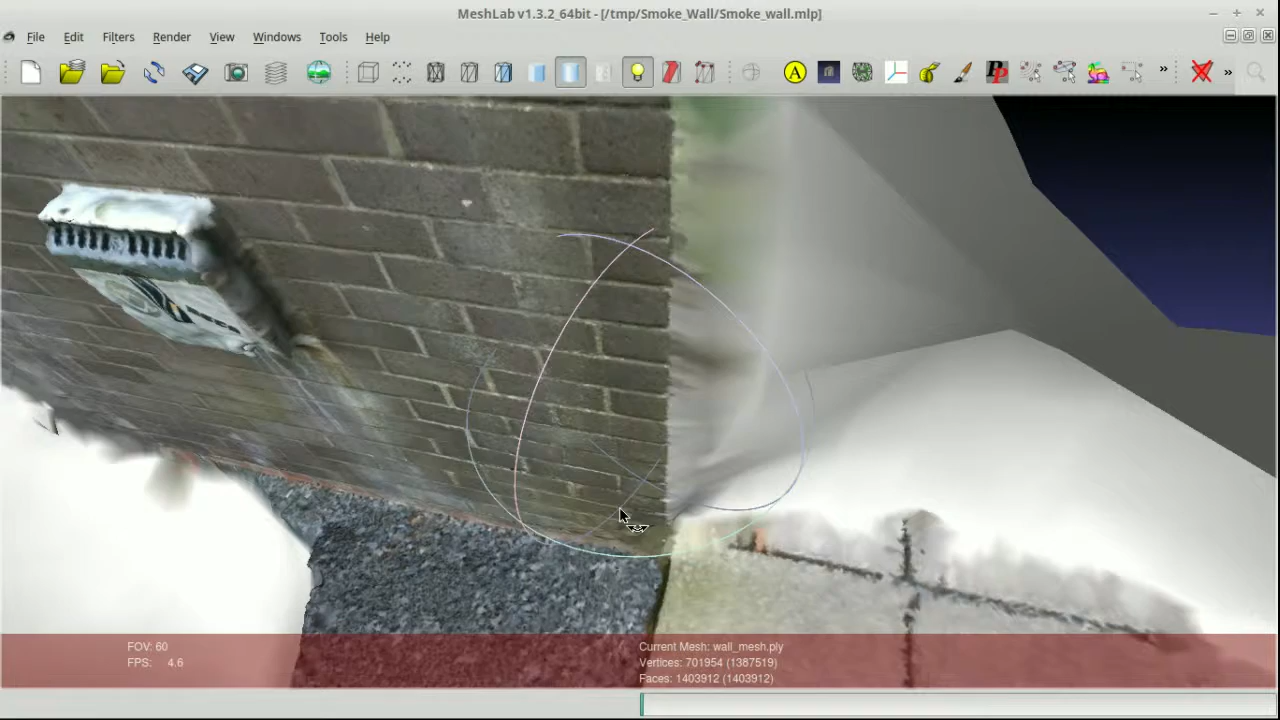 MeshLab v1.3.2_64bit - [/tmp/Smoke_Wall/Smoke_wall.mlp]
File Edit Filters Render View Windows Tools Help
A PP » »
FOV: 60
FPS: 4.6
Current Mesh: wall_mesh.ply
Vertices: 701954 (1387519)
Faces: 1403912 (1403912)